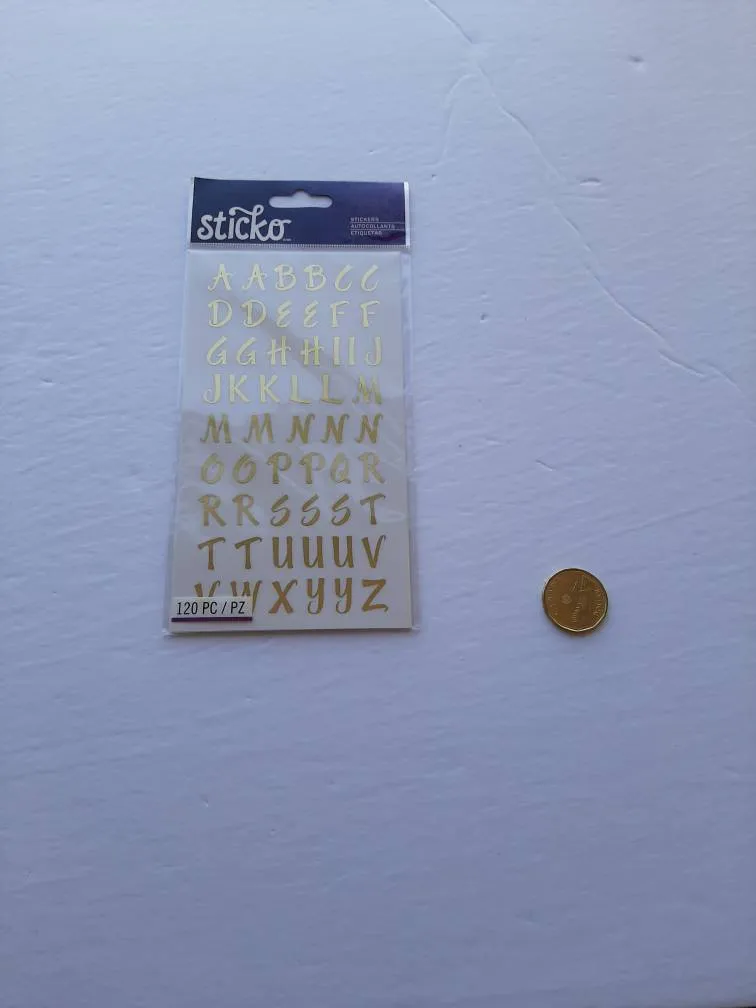 sticko
STICKERS
AUTOCOLLANTS
ETIQUETAS
A A B B C C
D D E E F F
G G H H I I J
J K K L L M
M M N N N
O O P P Q R
R R S S S T
T T U U U V
V W X Y Y Z
120 PC / PZ